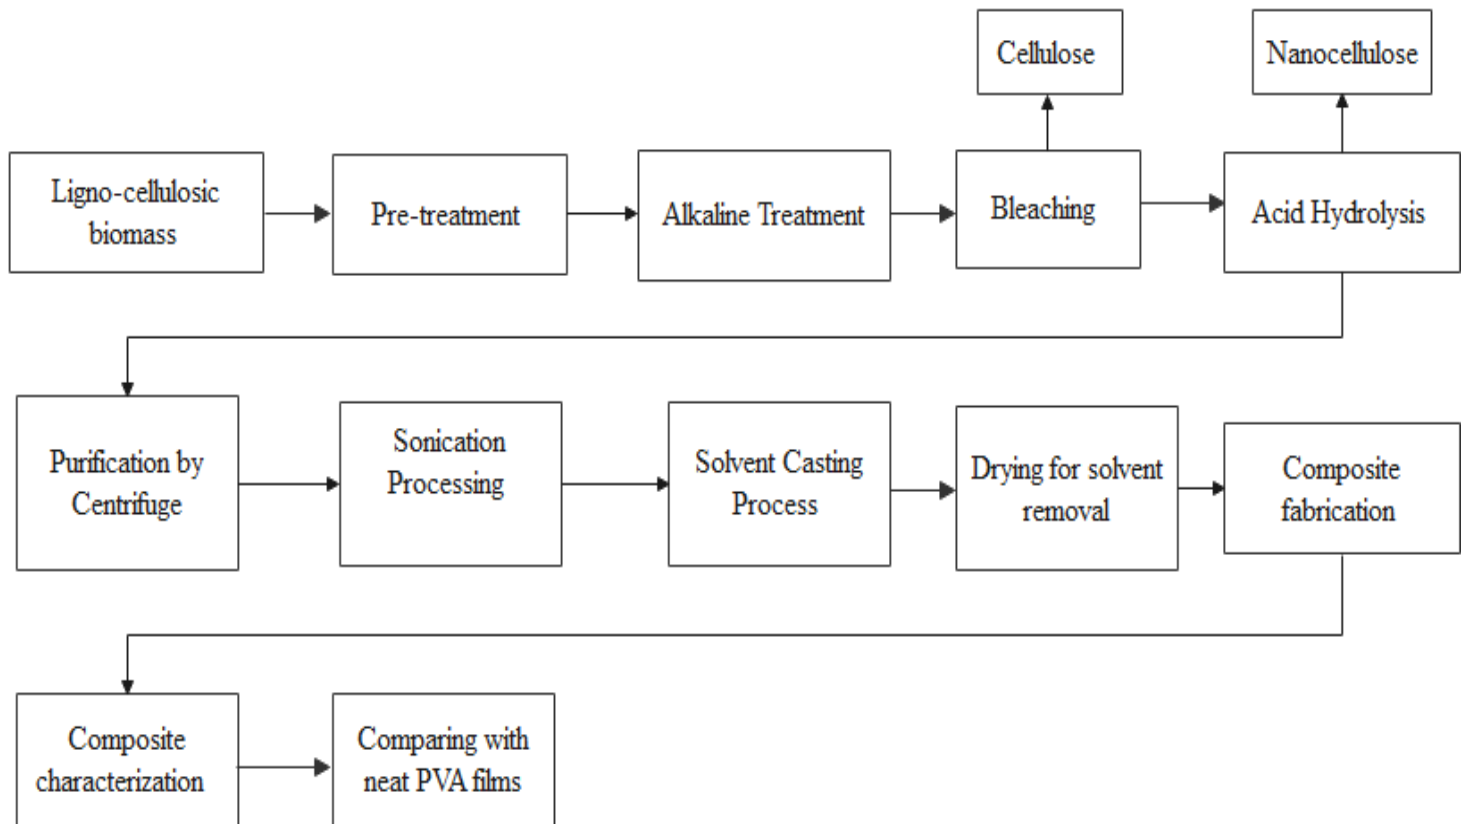 Cellulose
Nanocellulose
Ligno-cellulosic
biomass
Pre-treatment
Alkaline Treatment
Bleaching
Acid Hydrolysis
Purification by
Centrifuge
Sonication
Processing
Solvent Casting
Process
Drying for solvent
removal
Composite
fabrication
Composite
characterization
Comparing with
neat PVA films